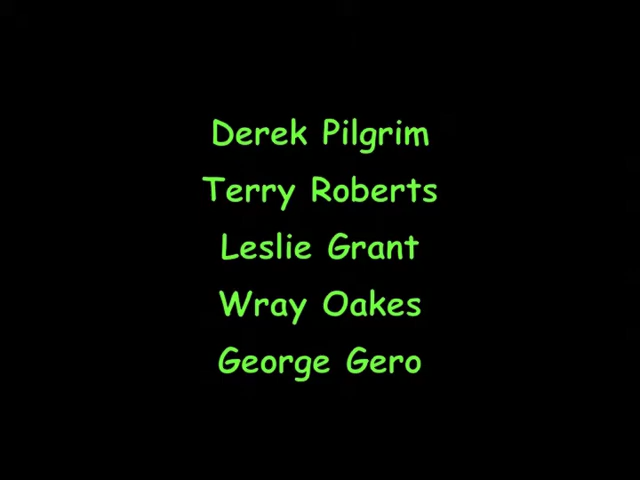 Derek Pilgrim
Terry Roberts
Leslie Grant
Wray Oakes
George Gero